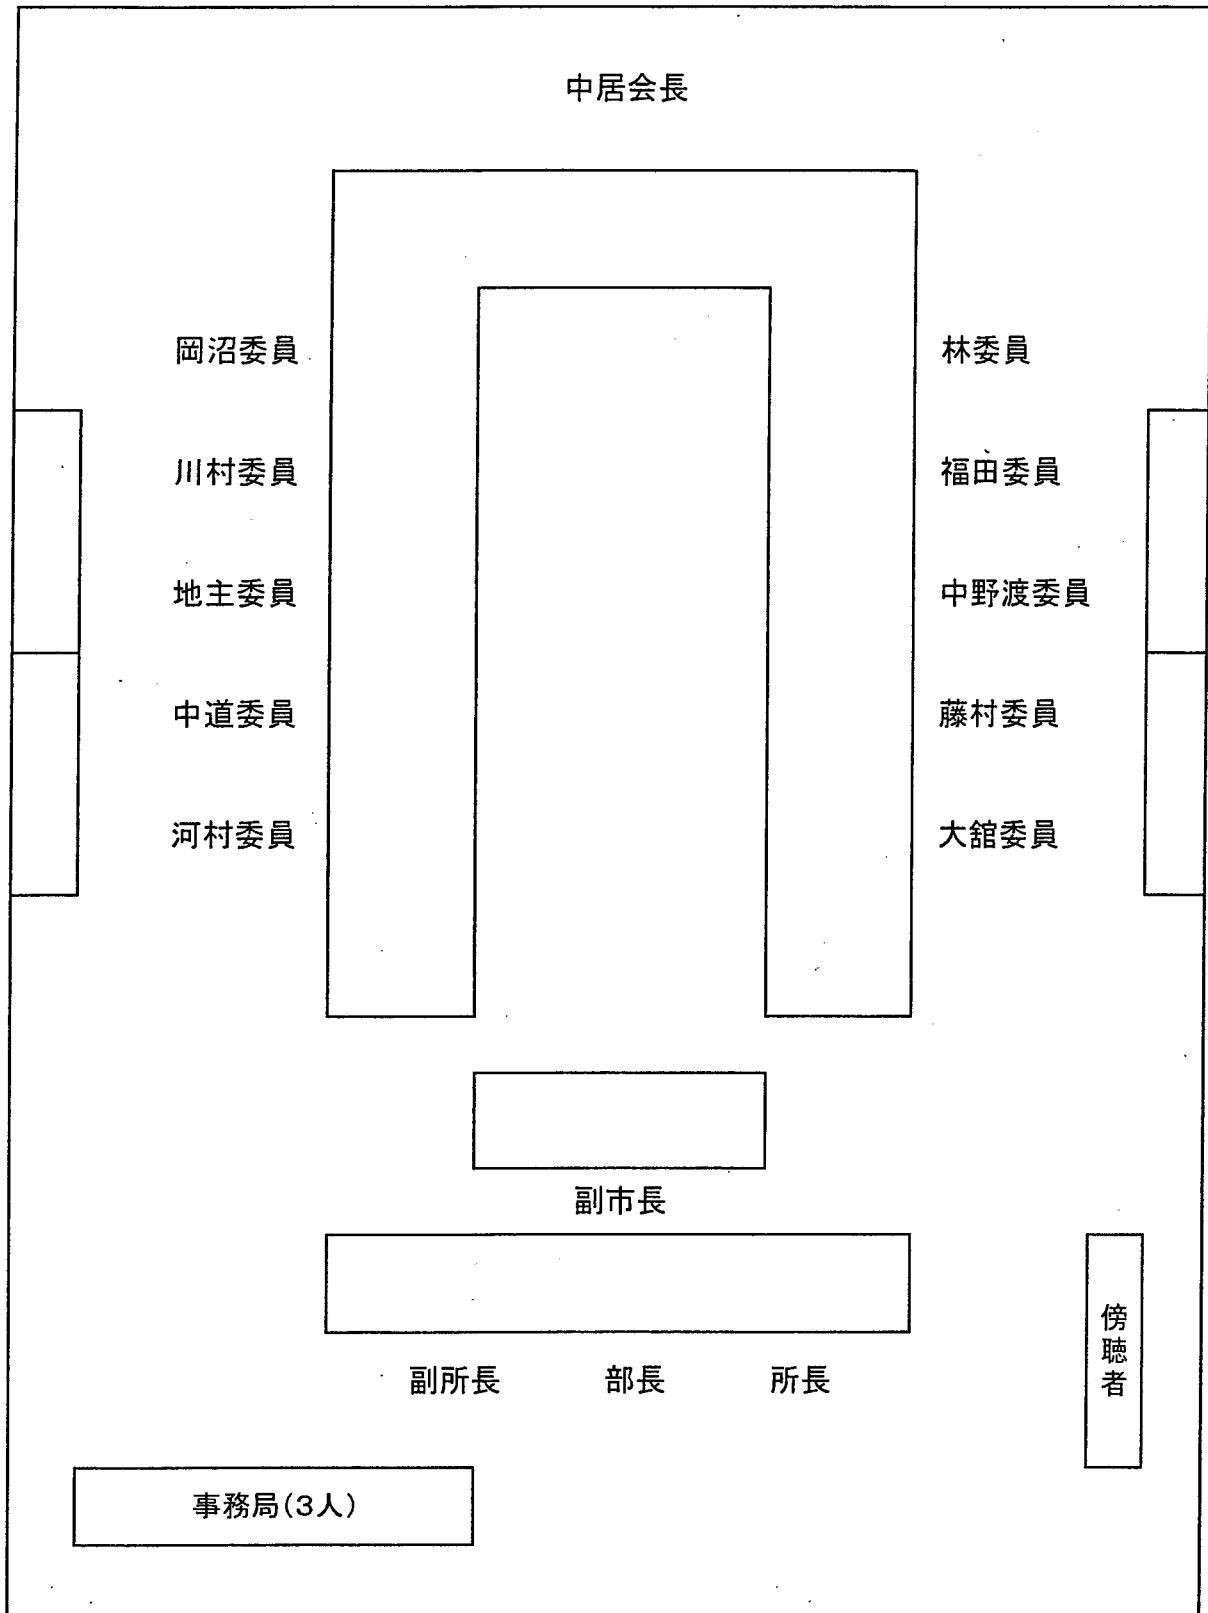 中居会長
岡沼委員
林委員
川村委員
福田委員
地主委員
中野渡委員
中道委員
藤村委員
河村委員
大舘委員
副市長
副所長 部長 所長
傍聴者
事務局(3人)